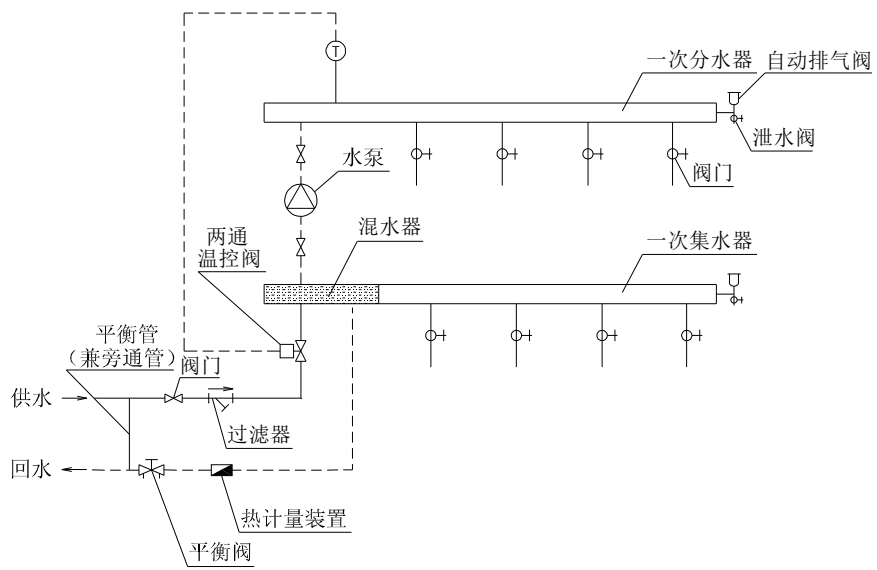 T
一次分水器
自动排气阀
泄水阀
水泵
阀门
混水器
两通
温控阀
一次集水器
平衡管
（兼旁通管）
阀门
供水
过滤器
回水
热计量装置
平衡阀